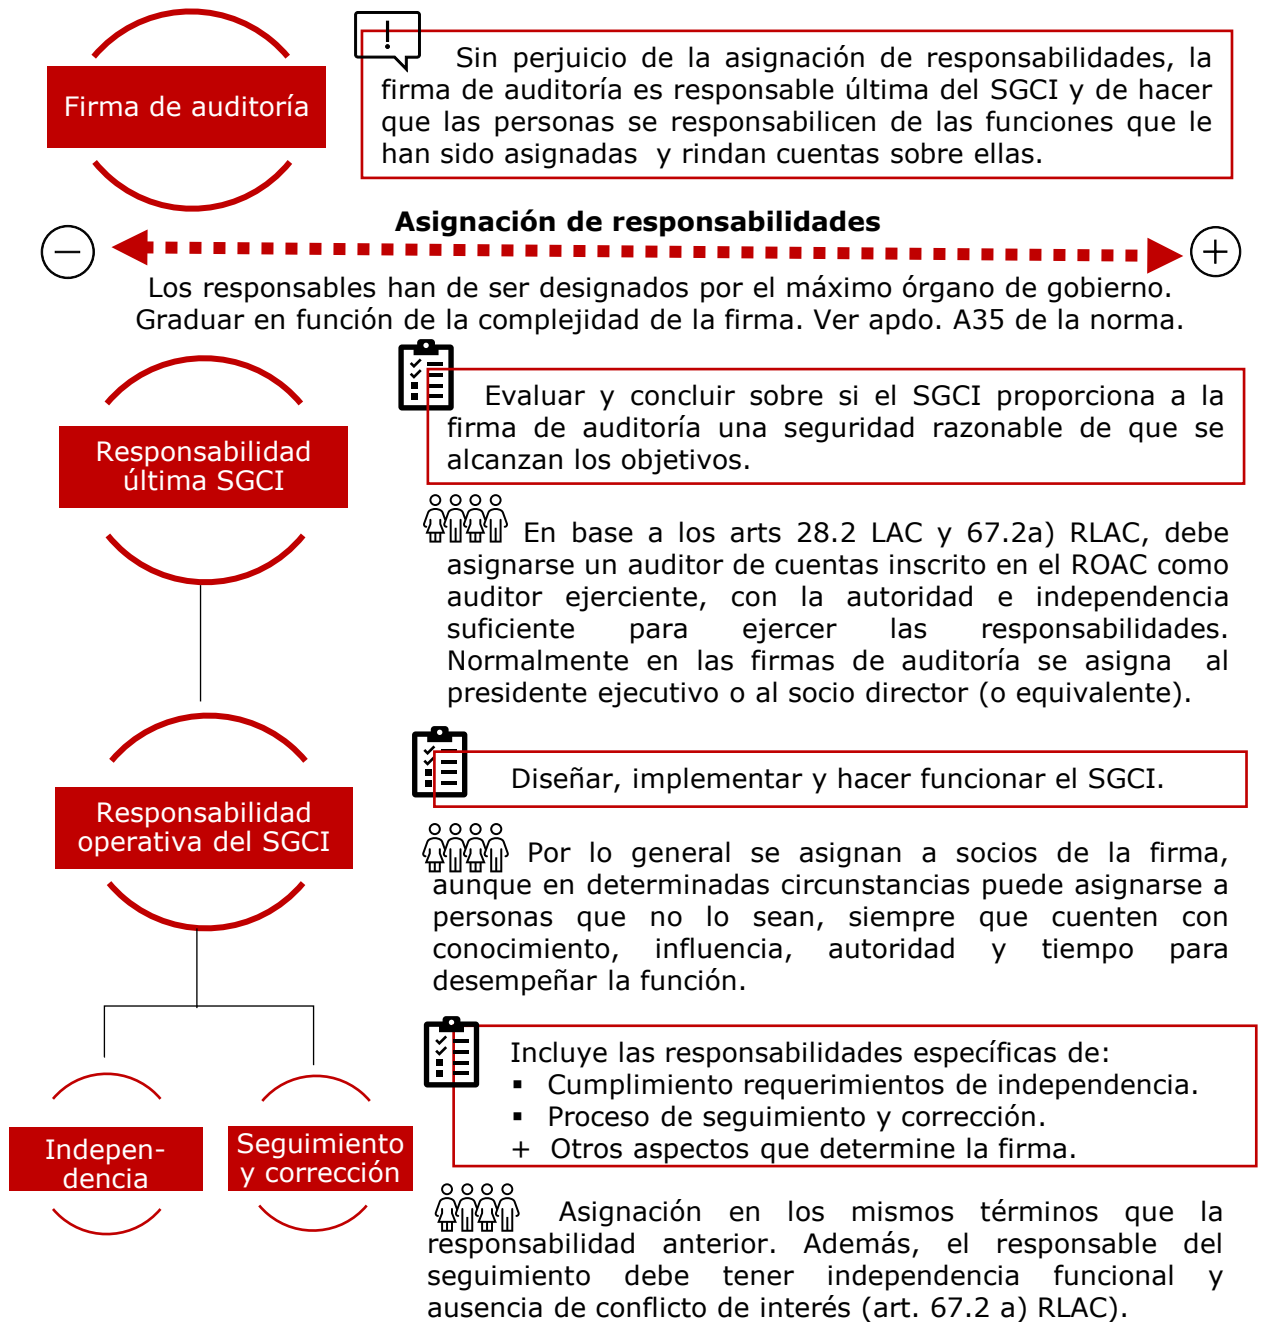 Firma de auditoría
!
Sin perjuicio de la asignación de responsabilidades, la
firma de auditoría es responsable última del SGCI y de hacer
que las personas se responsabilicen de las funciones que le
han sido asignadas y rindan cuentas sobre ellas.
Asignación de responsabilidades
− +
Los responsables han de ser designados por el máximo órgano de gobierno.
Graduar en función de la complejidad de la firma. Ver apdo. A35 de la norma.
Responsabilidad
última SGCI
Evaluar y concluir sobre si el SGCI proporciona a la
firma de auditoría una seguridad razonable de que se
alcanzan los objetivos.
En base a los arts 28.2 LAC y 67.2a) RLAC, debe
asignarse un auditor de cuentas inscrito en el ROAC como
auditor ejerciente, con la autoridad e independencia
suficiente para ejercer las responsabilidades.
Normalmente en las firmas de auditoría se asigna al
presidente ejecutivo o al socio director (o equivalente).
Responsabilidad
operativa del SGCI
Diseñar, implementar y hacer funcionar el SGCI.
Por lo general se asignan a socios de la firma,
aunque en determinadas circunstancias puede asignarse a
personas que no lo sean, siempre que cuenten con
conocimiento, influencia, autoridad y tiempo para
desempeñar la función.
Indepen-
dencia
Seguimiento
y corrección
Incluye las responsabilidades específicas de:
▪ Cumplimiento requerimientos de independencia.
▪ Proceso de seguimiento y corrección.
+ Otros aspectos que determine la firma.
Asignación en los mismos términos que la
responsabilidad anterior. Además, el responsable del
seguimiento debe tener independencia funcional y
ausencia de conflicto de interés (art. 67.2 a) RLAC).